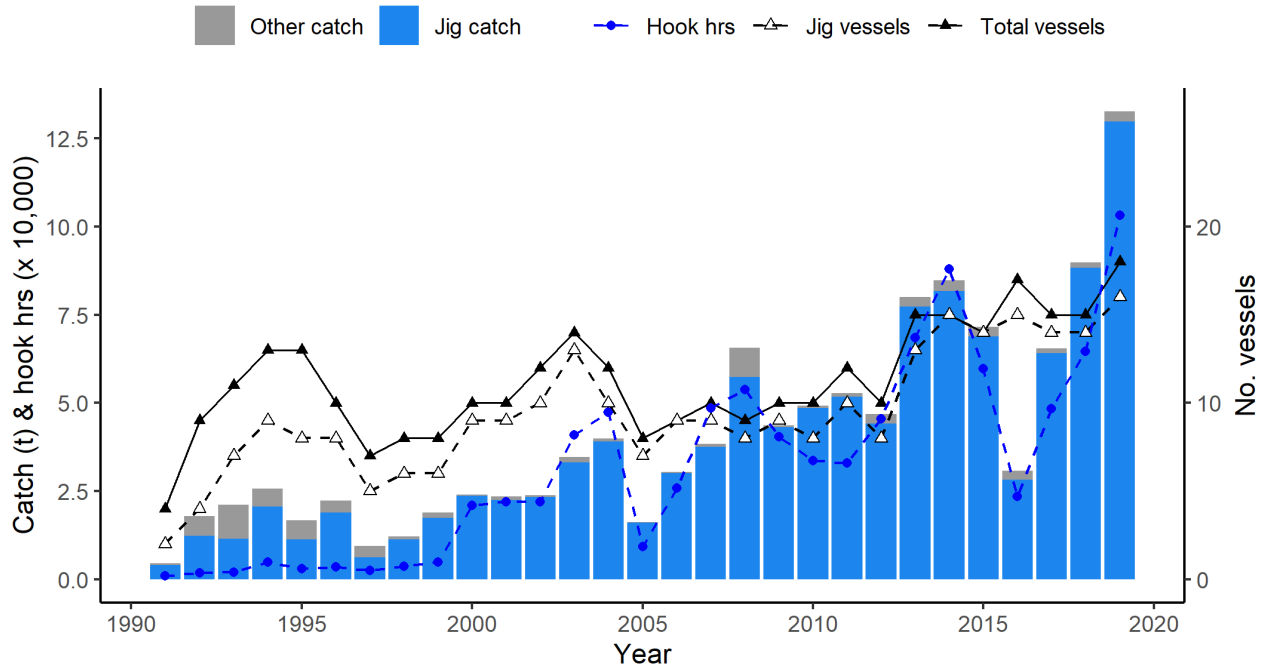 Other catch Jig catch Hook hrs Jig vessels Total vessels
Catch (t) & hook hrs (x 10,000)
12.5
10.0
7.5
5.0
2.5
0.0
20
10
0
No. vessels
1990 1995 2000 2005 2010 2015 2020
Year